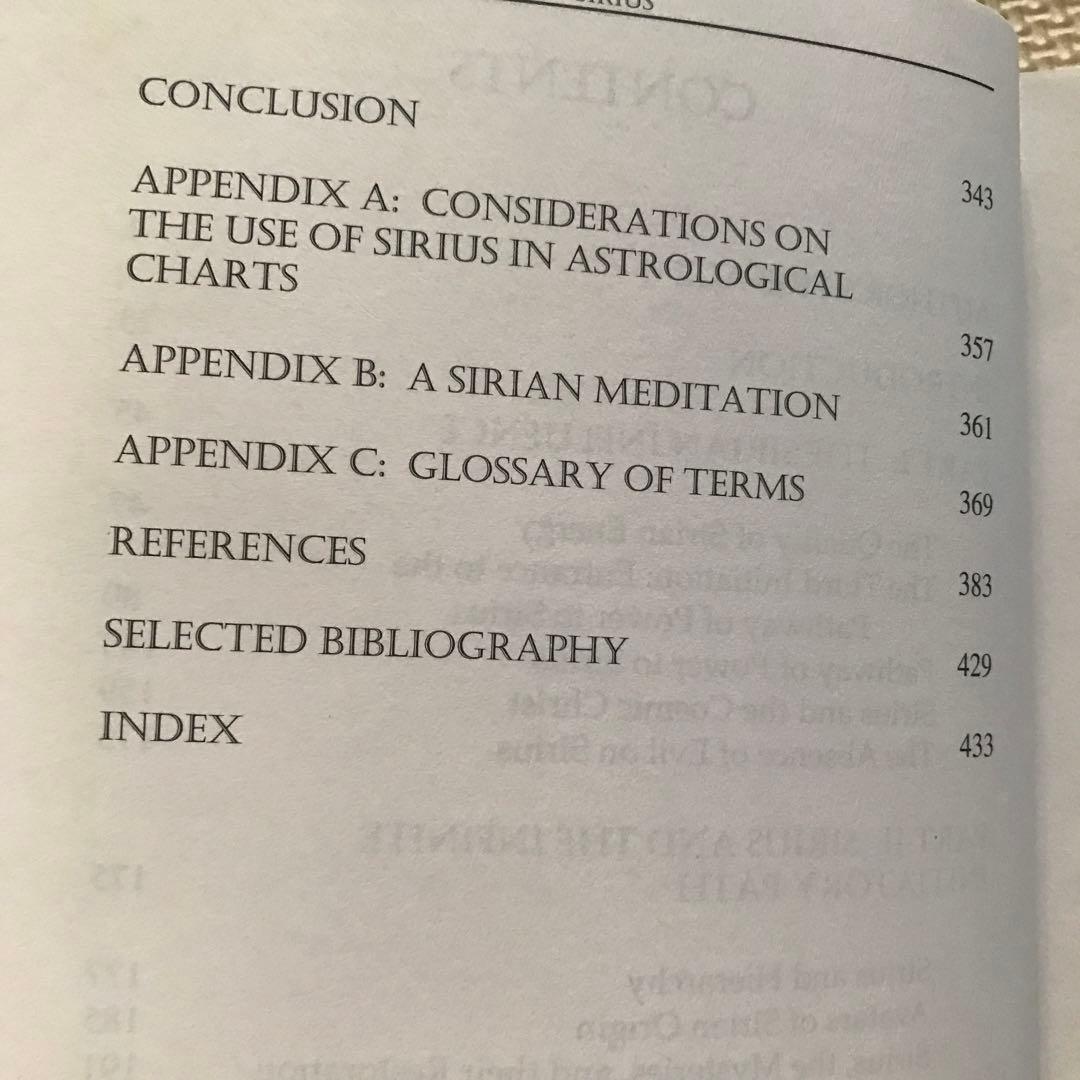 SIRIUS
CONCLUSION
343
APPENDIX A: CONSIDERATIONS ON
THE USE OF SIRIUS IN ASTROLOGICAL
CHARTS
357
APPENDIX B: A SIRIAN MEDITATION
361
APPENDIX C: GLOSSARY OF TERMS
369
REFERENCES
383
SELECTED BIBLIOGRAPHY
429
INDEX
433